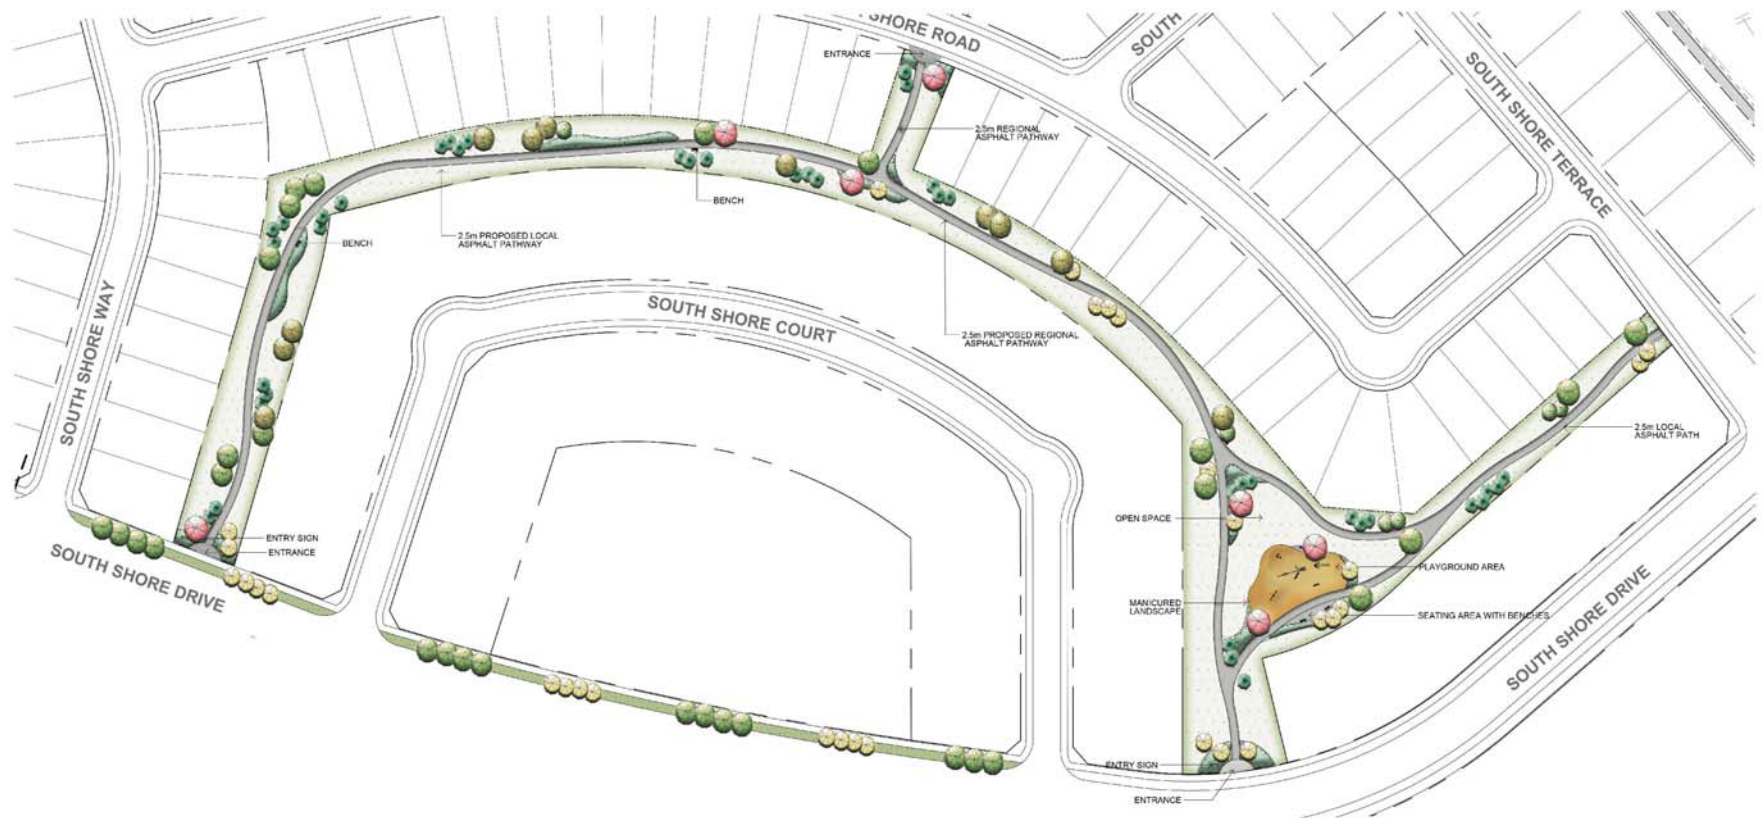 SHORE ROAD
SOUTH
ENTRANCE
SOUTH SHORE TERRACE
2.5m REGIONAL
ASPHALT PATHWAY
BENCH
2.5m PROPOSED LOCAL
ASPHALT PATHWAY
BENCH
SOUTH SHORE WAY
SOUTH SHORE COURT
2.5m PROPOSED REGIONAL
ASPHALT PATHWAY
2.5m LOCAL
ASPHALT PATH
OPEN SPACE
ENTRY SIGN
ENTRANCE
PLAYGROUND AREA
SOUTH SHORE DRIVE
MANICURED
LANDSCAPE
SEATING AREA WITH BENCHES
SOUTH SHORE DRIVE
ENTRY SIGN
ENTRANCE